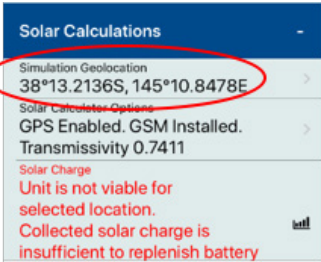 Solar Calculations -
Simulation Geolocation
38°13.2136S, 145°10.8478E
Solar Calculator Options
GPS Enabled. GSM Installed.
Transmissivity 0.7411
Solar Charge
Unit is not viable for
selected location.
Collected solar charge is
insufficient to replenish battery